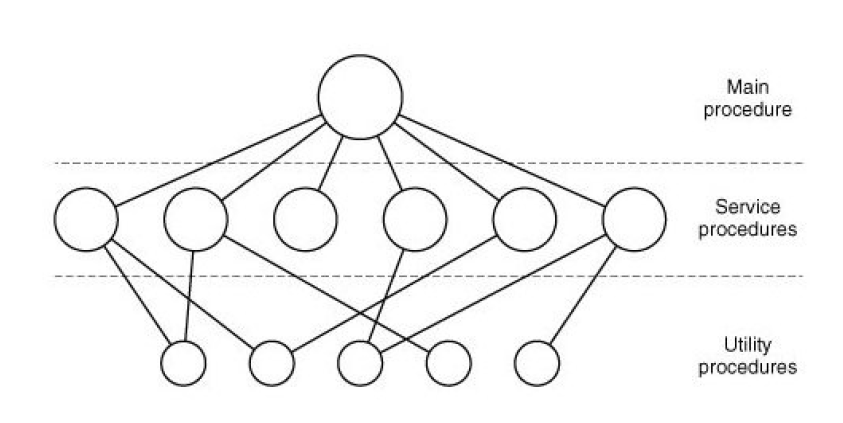 Main
procedure
Service
procedures
Utility
procedures